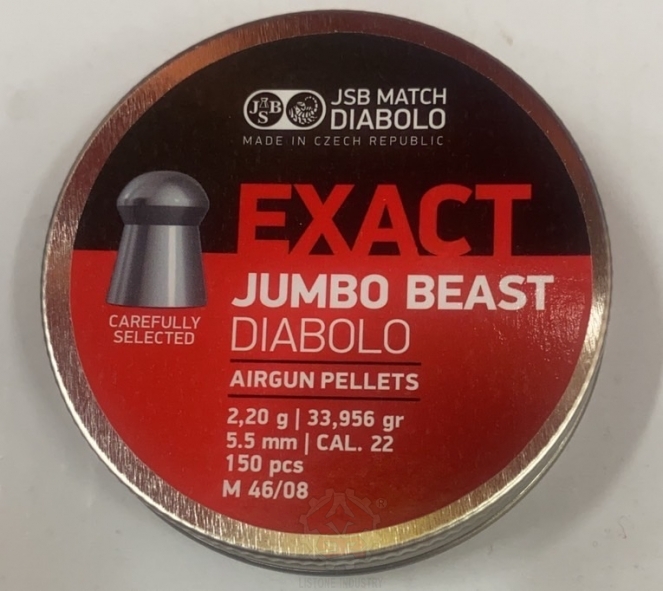 JSB
JSB MATCH
DIABOLO
MADE IN CZECH REPUBLIC
EXACT
JUMBO BEAST
DIABOLO
CAREFULLY
SELECTED
AIRGUN PELLETS
2,20 g | 33,956 gr
5.5 mm | CAL. 22
150 pcs
M 46/08